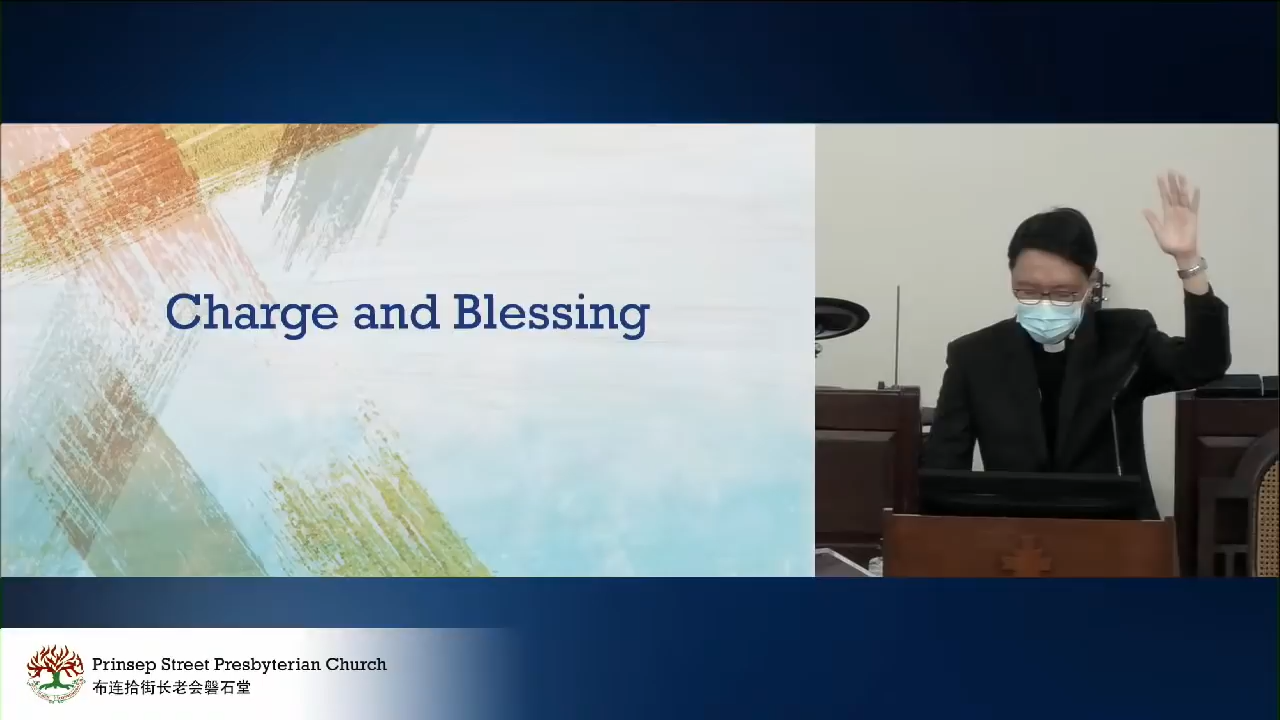 Charge and Blessing
Prinsep Street Presbyterian Church
布连拾街长老会磐石堂